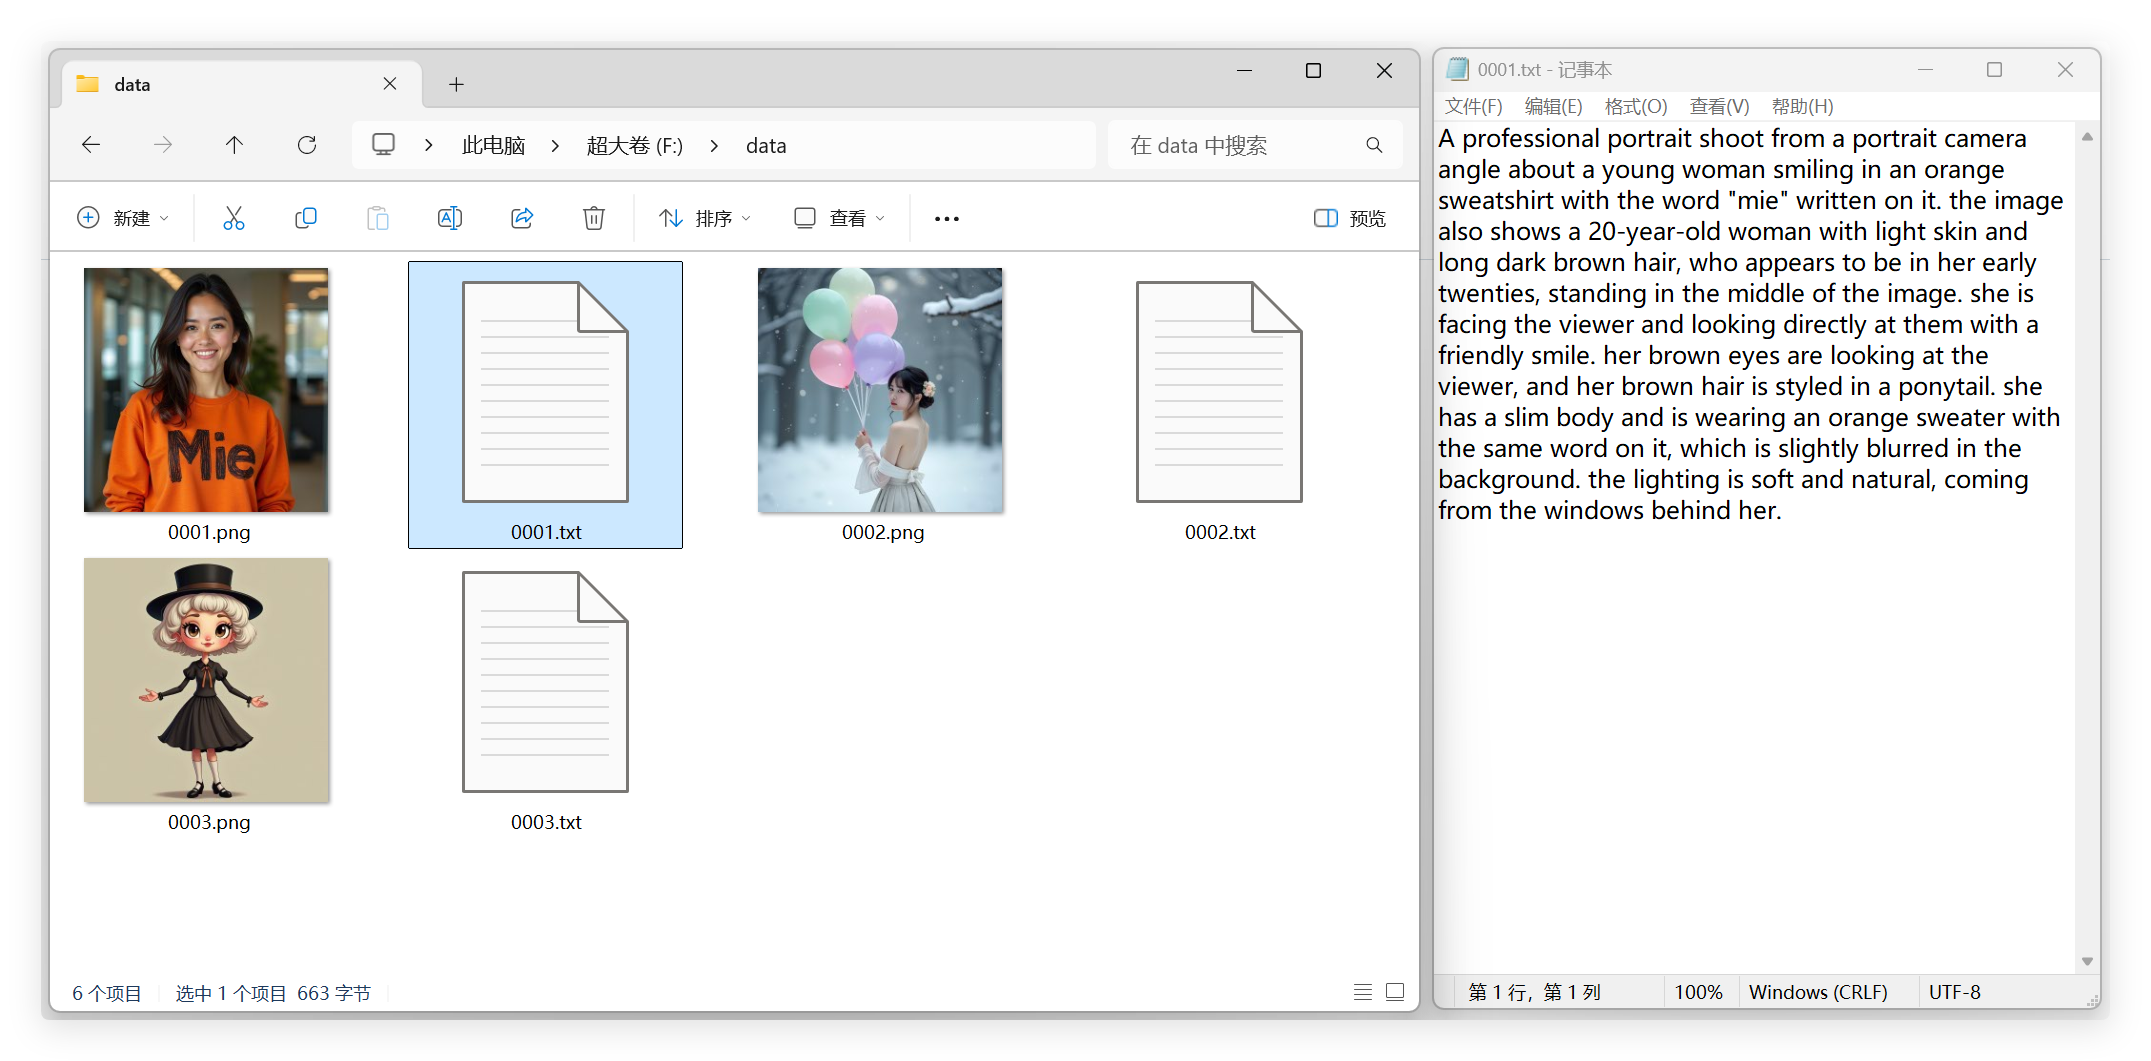 data
此电脑 > 超大卷 (F:) > data
在 data 中搜索
新建
排序
查看
预览
Mie
0001.png
0001.txt
0002.png
0002.txt
0003.png
0003.txt
6 个项目
选中 1 个项目 663 字节
0001.txt - 记事本
文件(F) 编辑(E) 格式(O) 查看(V) 帮助(H)
A professional portrait shoot from a portrait camera
angle about a young woman smiling in an orange
sweatshirt with the word "mie" written on it. the image
also shows a 20-year-old woman with light skin and
long dark brown hair, who appears to be in her early
twenties, standing in the middle of the image. she is
facing the viewer and looking directly at them with a
friendly smile. her brown eyes are looking at the
viewer, and her brown hair is styled in a ponytail. she
has a slim body and is wearing an orange sweater with
the same word on it, which is slightly blurred in the
background. the lighting is soft and natural, coming
from the windows behind her.
第 1 行，第 1 列
100%
Windows (CRLF)
UTF-8